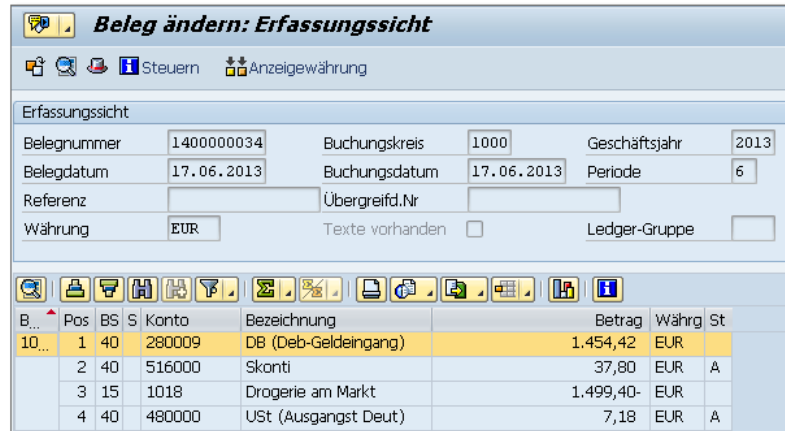 Beleg ändern: Erfassungssicht
Steuern Anzeigewährung
Erfassungssicht
Belegnummer 1400000034 Buchungskreis 1000 Geschäftsjahr 2013
Belegdatum 17.06.2013 Buchungsdatum 17.06.2013 Periode 6
Referenz Übergreifd.Nr
Währung EUR Texte vorhanden Ledger-Gruppe
B... Pos BS S Konto Bezeichnung Betrag Währg St
10... 1 40 280009 DB (Deb-Geldeingang) 1.454,42 EUR
2 40 516000 Skonti 37,80 EUR A
3 15 1018 Drogerie am Markt 1.499,40- EUR
4 40 480000 USt (Ausgangst Deut) 7,18 EUR A